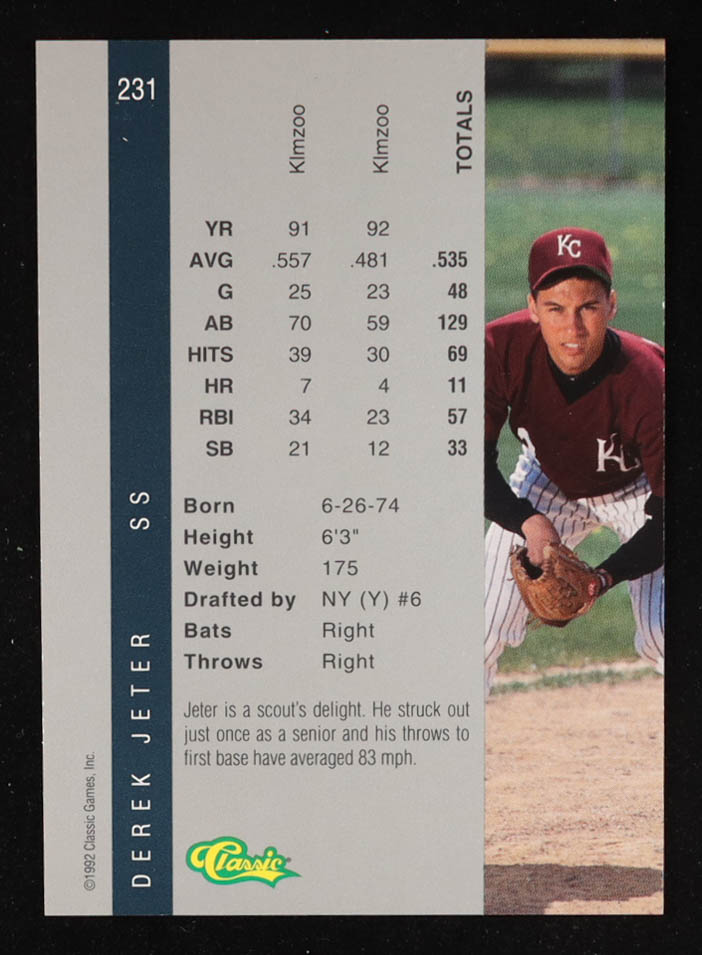 231
DEREK JETER SS
©1992 Classic Games, Inc.
Klmzoo Klmzoo TOTALS
YR 91 92
AVG .557 .481 .535
G 25 23 48
AB 70 59 129
HITS 39 30 69
HR 7 4 11
RBI 34 23 57
SB 21 12 33
Born 6-26-74
Height 6'3"
Weight 175
Drafted by NY (Y) #6
Bats Right
Throws Right
Jeter is a scout's delight. He struck out
just once as a senior and his throws to
first base have averaged 83 mph.
Classic
KC
KC